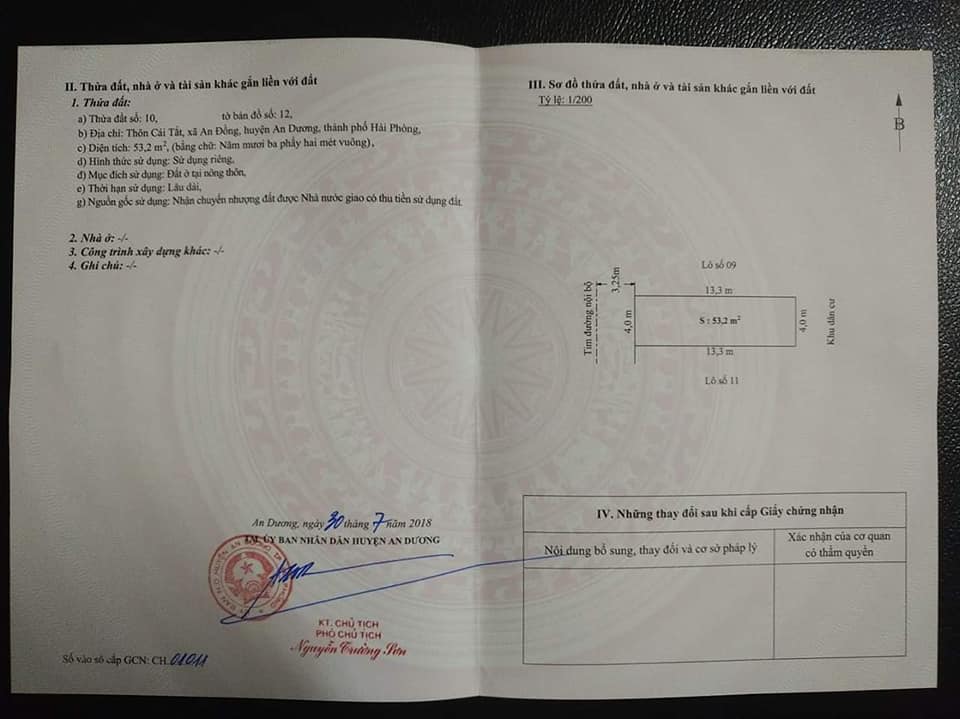 II. Thửa đất, nhà ở và tài sản khác gắn liền với đất
1. Thửa đất:
a) Thửa đất số: 10, tờ bản đồ số: 12,
b) Địa chỉ: Thôn Cái Tắt, xã An Đồng, huyện An Dương, thành phố Hải Phòng,
c) Diện tích: 53,2 m², (bằng chữ: Năm mươi ba phẩy hai mét vuông),
d) Hình thức sử dụng: Sử dụng riêng,
đ) Mục đích sử dụng: Đất ở tại nông thôn,
e) Thời hạn sử dụng: Lâu dài,
g) Nguồn gốc sử dụng: Nhận chuyển nhượng đất được Nhà nước giao có thu tiền sử dụng đất.
2. Nhà ở: -/-
3. Công trình xây dựng khác: -/-
4. Ghi chú: -/-
An Dương, ngày 30 tháng 7 năm 2018
TM. ỦY BAN NHÂN DÂN HUYỆN AN DƯƠNG
KT. CHỦ TỊCH
PHÓ CHỦ TỊCH
Nguyễn Trường Sơn
Số vào sổ cấp GCN: CH.01011
III. Sơ đồ thửa đất, nhà ở và tài sản khác gắn liền với đất
Tỷ lệ: 1/200
B
Lô số 09
3,25m
13,3 m
Tim đường nội bộ
4,0 m
S : 53,2 m²
4,0 m
Khu dân cư
13,3 m
Lô số 11
IV. Những thay đổi sau khi cấp Giấy chứng nhận
Nội dung bổ sung, thay đổi và cơ sở pháp lý
Xác nhận của cơ quan
có thẩm quyền